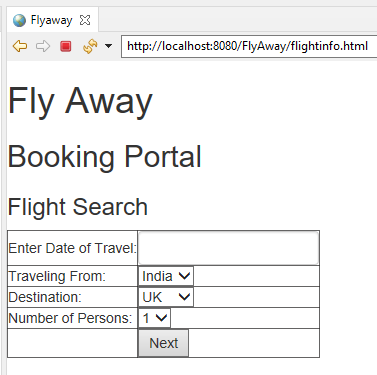 Flyaway
http://localhost:8080/FlyAway/flightinfo.html
Fly Away
Booking Portal
Flight Search
Enter Date of Travel:
Traveling From: India
Destination: UK
Number of Persons: 1
Next